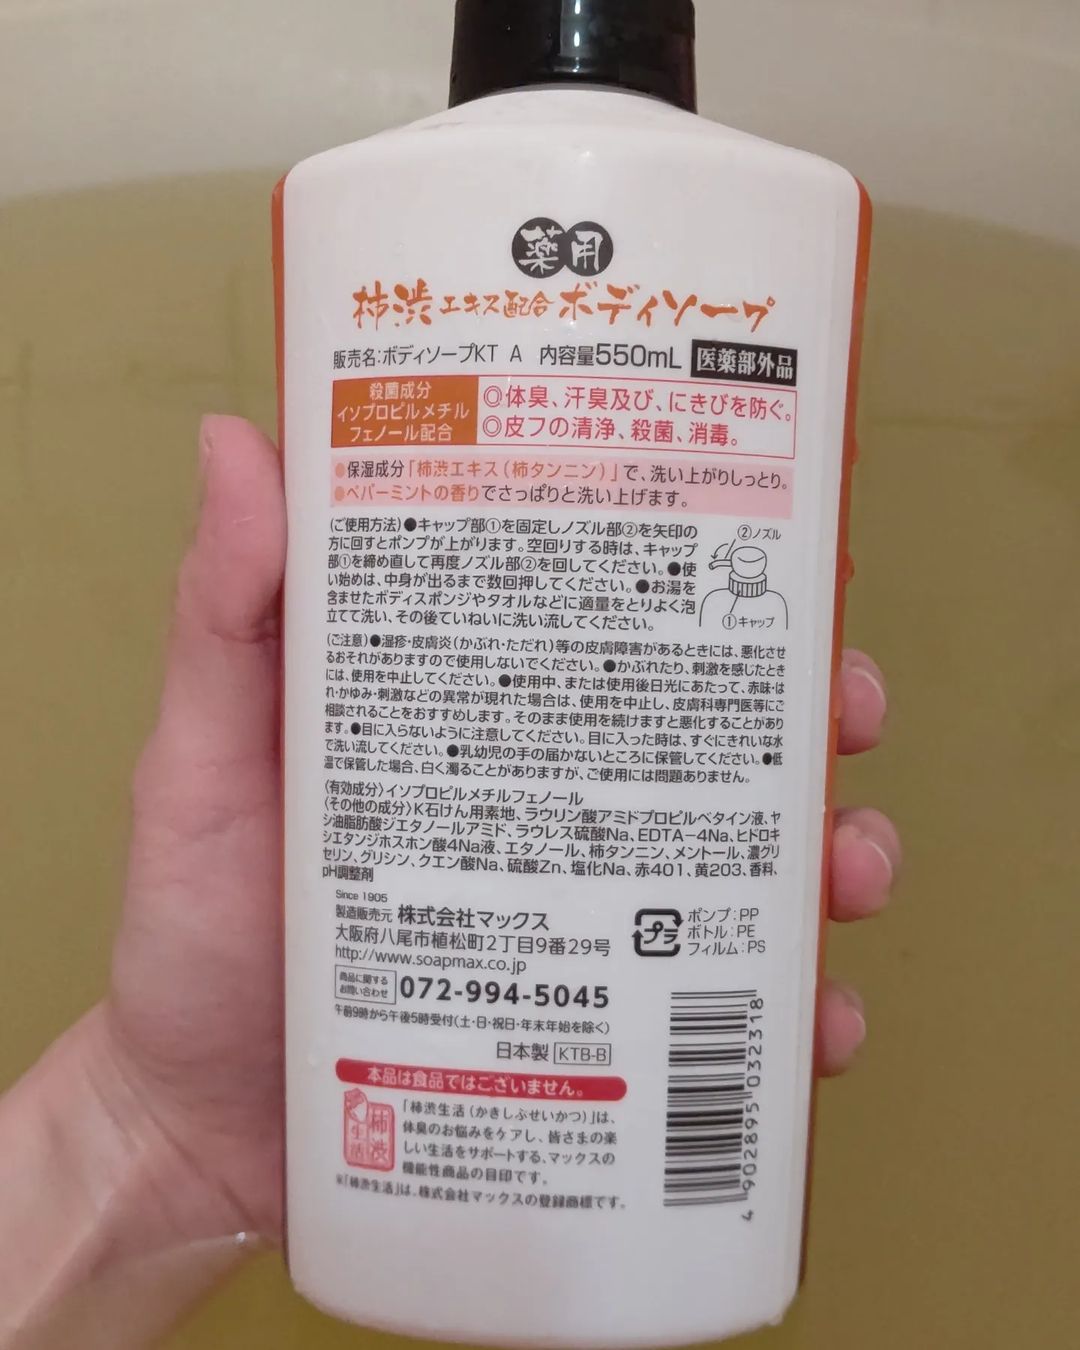 薬用
柿渋エキス配合ボディソープ
販売名:ボディソープKT A 内容量550mL 医薬部外品
殺菌成分
イソプロピルメチル
フェノール配合
◎体臭、汗臭及び、にきびを防ぐ。
◎皮フの清浄、殺菌、消毒。
●保湿成分「柿渋エキス(柿タンニン)」で、洗い上がりしっとり。
●ペパーミントの香りでさっぱりと洗い上げます。
〈ご使用方法〉●キャップ部①を固定しノズル部②を矢印の
方に回すとポンプが上がります。空回りする時は、キャップ
部①を締め直して再度ノズル部②を回してください。●使
い始めは、中身が出るまで数回押してください。●お湯を
含ませたボディスポンジやタオルなどに適量をとりよく泡
立てて洗い、その後ていねいに洗い流してください。
②ノズル
①キャップ
〈ご注意〉●湿疹・皮膚炎(かぶれ・ただれ)等の皮膚障害があるときには、悪化させ
るおそれがありますので使用しないでください。●かぶれたり、刺激を感じたとき
には、使用を中止してください。●使用中、または使用後日光にあたって、赤味・は
れ・かゆみ・刺激などの異常が現れた場合は、使用を中止し、皮膚科専門医等にご
相談されることをおすすめします。そのまま使用を続けますと悪化することがあり
ます。●目に入らないように注意してください。目に入った時は、すぐにきれいな水
で洗い流してください。●乳幼児の手の届かないところに保管してください。●低
温で保管した場合、白く濁ることがありますが、ご使用には問題ありません。
〈有効成分〉イソプロピルメチルフェノール
〈その他の成分〉K石けん用素地、ラウリン酸アミドプロピルベタイン液、ヤ
シ油脂肪酸ジエタノールアミド、ラウレス硫酸Na、EDTA-4Na、ヒドロキ
シエタンジホスホン酸4Na液、エタノール、柿タンニン、メントール、濃グリ
セリン、グリシン、クエン酸Na、硫酸Zn、塩化Na、赤401、黄203、香料、
pH調整剤
Since 1905
製造販売元 株式会社マックス
大阪府八尾市植松町2丁目9番29号
http://www.soapmax.co.jp
商品に関する
お問い合わせ
072-994-5045
午前9時から午後5時受付(土・日・祝日・年末年始を除く)
プラ
ポンプ:PP
ボトル:PE
フィルム:PS
日本製 KTB-B
本品は食品ではございません。
柿渋
生活
「柿渋生活(かきしぶせいかつ)」は、
体臭のお悩みをケアし、皆さまの楽
しい生活をサポートする、マックスの
機能性商品の目印です。
※「柿渋生活」は、株式会社マックスの登録商標です。
4 902895 032318